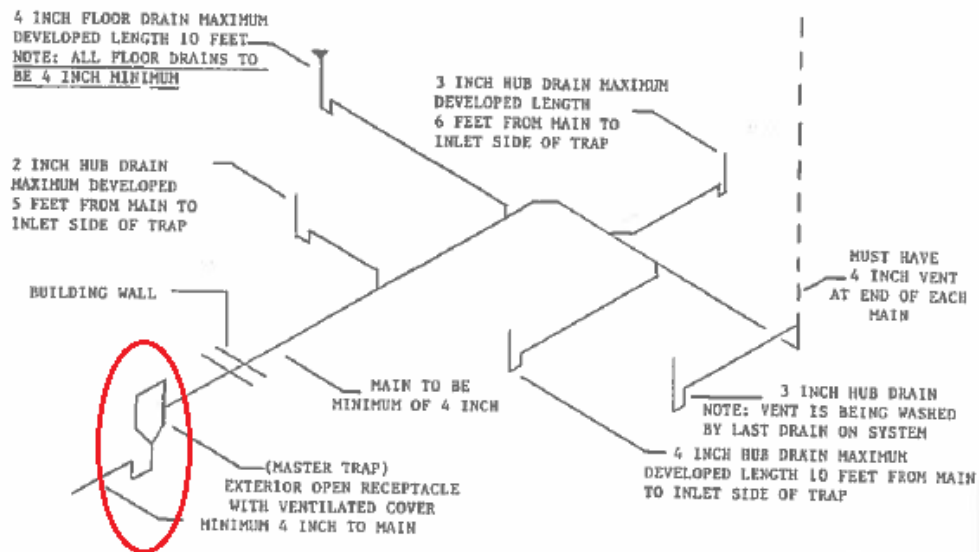 4 INCH FLOOR DRAIN MAXIMUM
DEVELOPED LENGTH 10 FEET
NOTE: ALL FLOOR DRAINS TO
BE 4 INCH MINIMUM
3 INCH HUB DRAIN MAXIMUM
DEVELOPED LENGTH
6 FEET FROM MAIN TO
INLET SIDE OF TRAP
2 INCH HUB DRAIN
MAXIMUM DEVELOPED
5 FEET FROM MAIN TO
INLET SIDE OF TRAP
MUST HAVE
4 INCH VENT
AT END OF EACH
MAIN
BUILDING WALL
MAIN TO BE
MINIMUM OF 4 INCH
3 INCH HUB DRAIN
NOTE: VENT IS BEING WASHED
BY LAST DRAIN ON SYSTEM
4 INCH HUB DRAIN MAXIMUM
DEVELOPED LENGTH 10 FEET FROM MAIN
TO INLET SIDE OF TRAP
(MASTER TRAP)
EXTERIOR OPEN RECEPTACLE
WITH VENTILATED COVER
MINIMUM 4 INCH TO MAIN